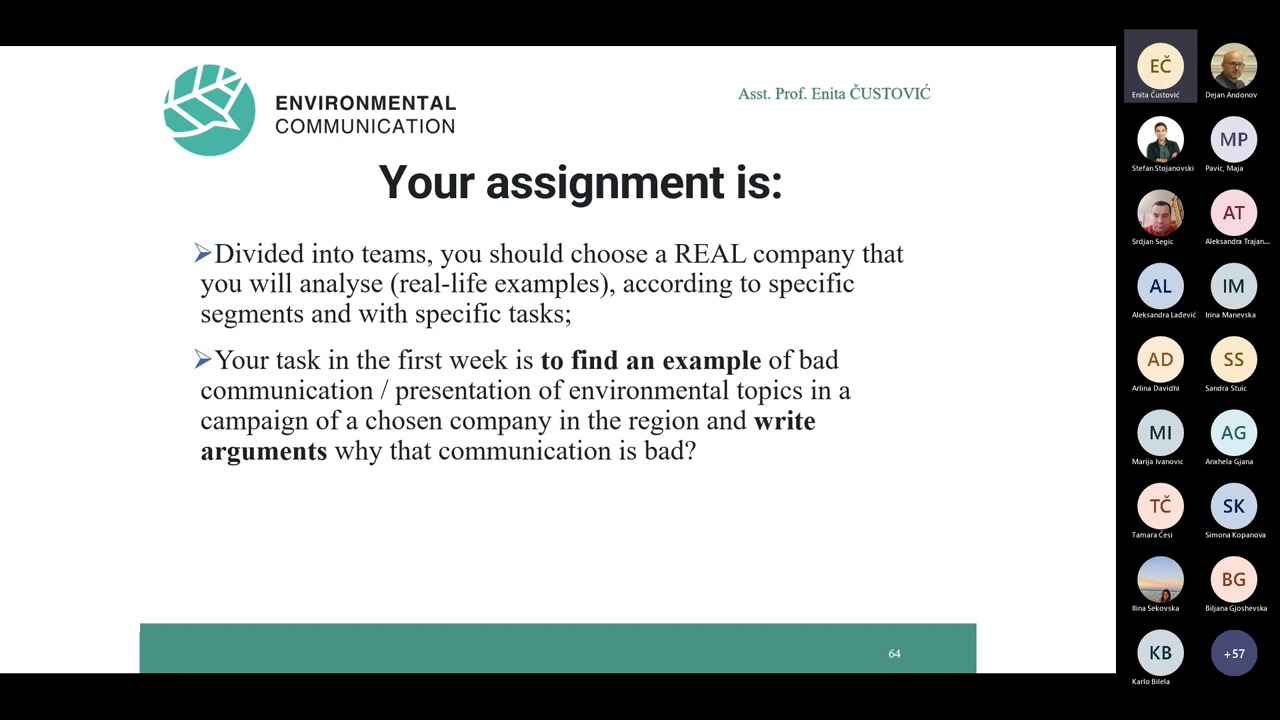 ENVIRONMENTAL
COMMUNICATION
Asst. Prof. Enita ČUSTOVIĆ
Your assignment is:
➢Divided into teams, you should choose a REAL company that
you will analyse (real-life examples), according to specific
segments and with specific tasks;
➢Your task in the first week is to find an example of bad
communication / presentation of environmental topics in a
campaign of a chosen company in the region and write
arguments why that communication is bad?
64
EČ
Enita Čustović
Dejan Andonov
Stefan Stojanovski
MP
Pavic, Maja
Srdjan Segic
AT
Aleksandra Trajan...
AL
Aleksandra Lađević
IM
Irina Manevska
AD
Arlina Davidhi
SS
Sandra Stuic
MI
Marija Ivanovic
AG
Anxhela Gjana
TČ
Tamara Česi
SK
Simona Kopanova
Ilina Sekovska
BG
Biljana Gjoshevska
KB
Karlo Bilela
+57